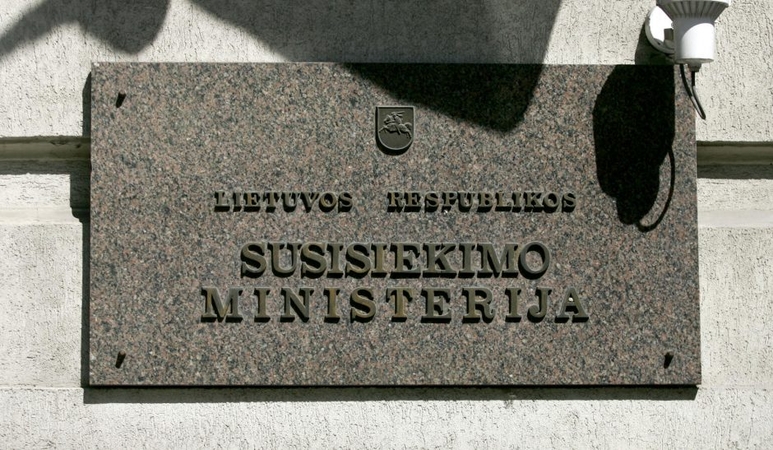 LIETUVOS RESPUBLIKOS
SUSISIEKIMO
MINISTERIJA